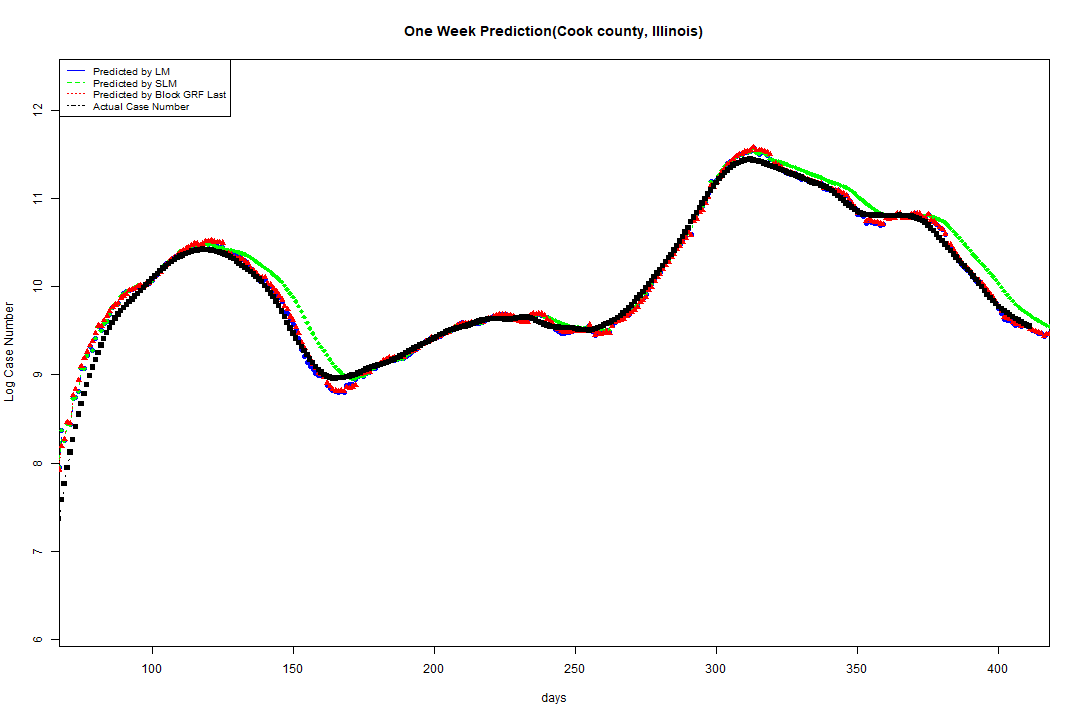 One Week Prediction(Cook county, Illinois)
Predicted by LM
Predicted by SLM
Predicted by Block GRF Last
Actual Case Number
12
11
10
9
8
7
6
Log Case Number
100 150 200 250 300 350 400
days